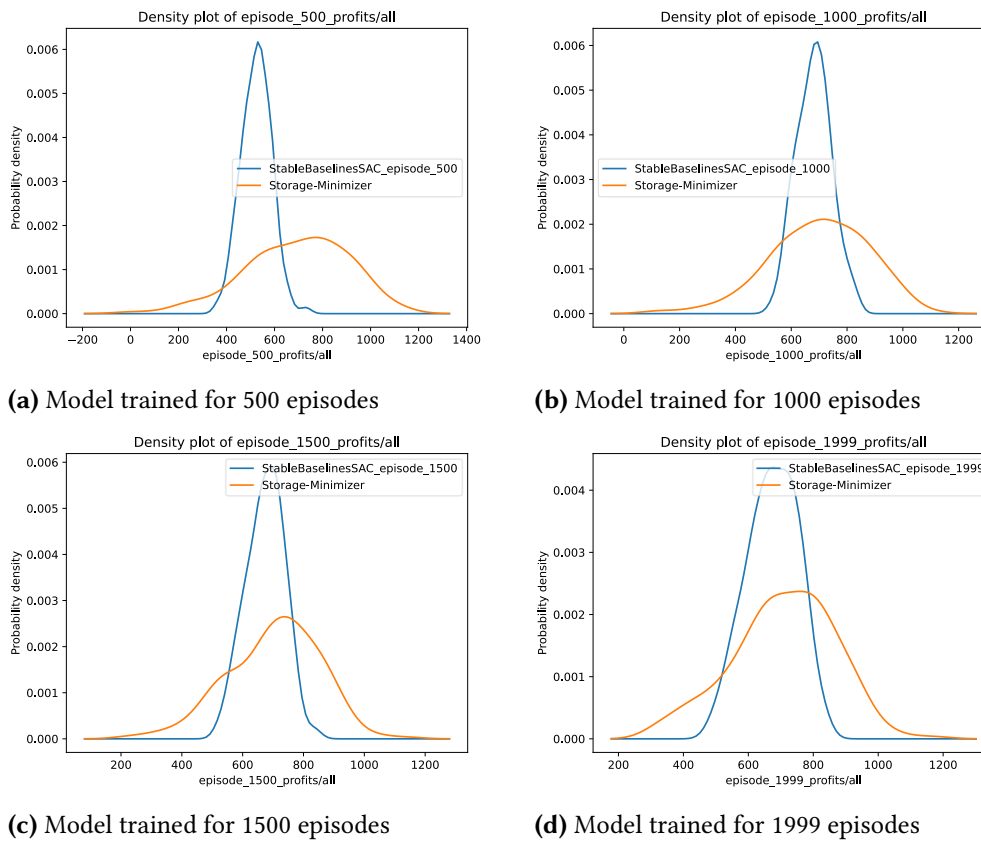 Density plot of episode_500_profits/all
Probability density
0.006
0.005
0.004
0.003
0.002
0.001
0.000
StableBaselinesSAC_episode_500
Storage-Minimizer
−200 0 200 400 600 800 1000 1200 1400
episode_500_profits/all
(a) Model trained for 500 episodes
Density plot of episode_1000_profits/all
Probability density
0.006
0.005
0.004
0.003
0.002
0.001
0.000
StableBaselinesSAC_episode_1000
Storage-Minimizer
0 200 400 600 800 1000 1200
episode_1000_profits/all
(b) Model trained for 1000 episodes
Density plot of episode_1500_profits/all
Probability density
0.006
0.005
0.004
0.003
0.002
0.001
0.000
StableBaselinesSAC_episode_1500
Storage-Minimizer
200 400 600 800 1000 1200
episode_1500_profits/all
(c) Model trained for 1500 episodes
Density plot of episode_1999_profits/all
Probability density
0.004
0.003
0.002
0.001
0.000
StableBaselinesSAC_episode_1999
Storage-Minimizer
200 400 600 800 1000 1200
episode_1999_profits/all
(d) Model trained for 1999 episodes